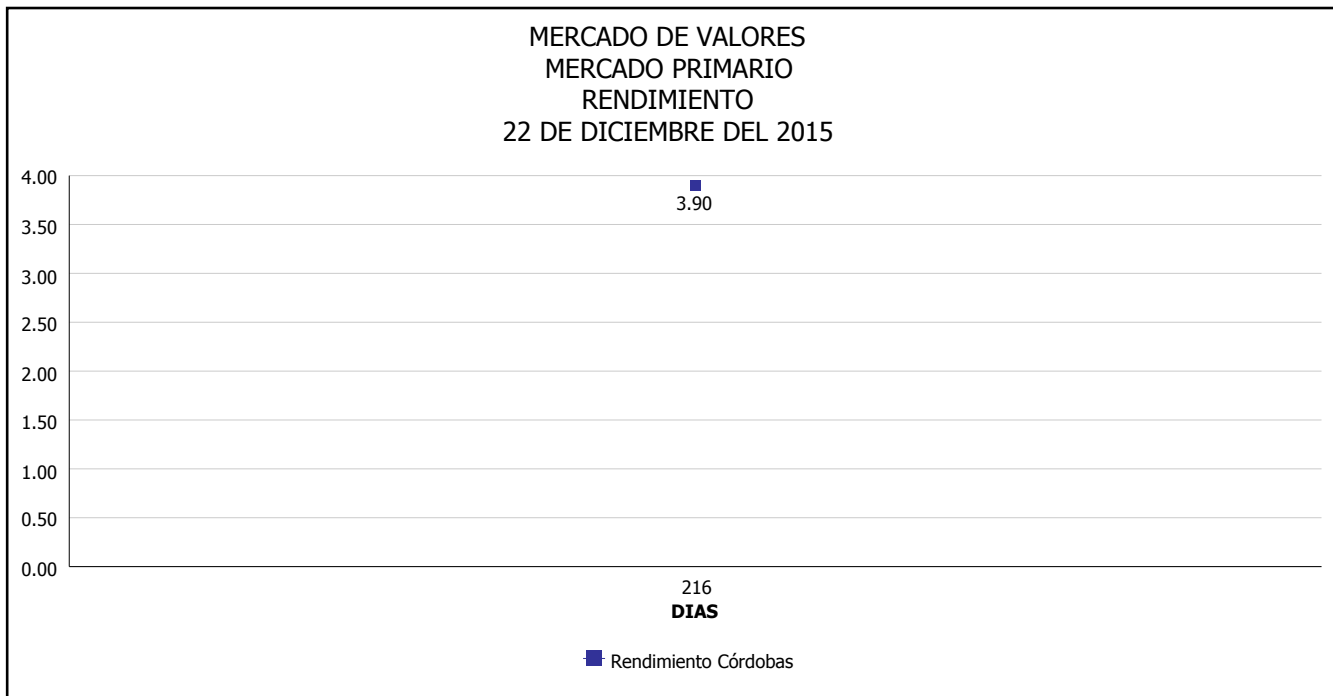 MERCADO DE VALORES
MERCADO PRIMARIO
RENDIMIENTO
22 DE DICIEMBRE DEL 2015
4.00
3.90
3.50
3.00
2.50
2.00
1.50
1.00
0.50
0.00
216
DIAS
Rendimiento Córdobas